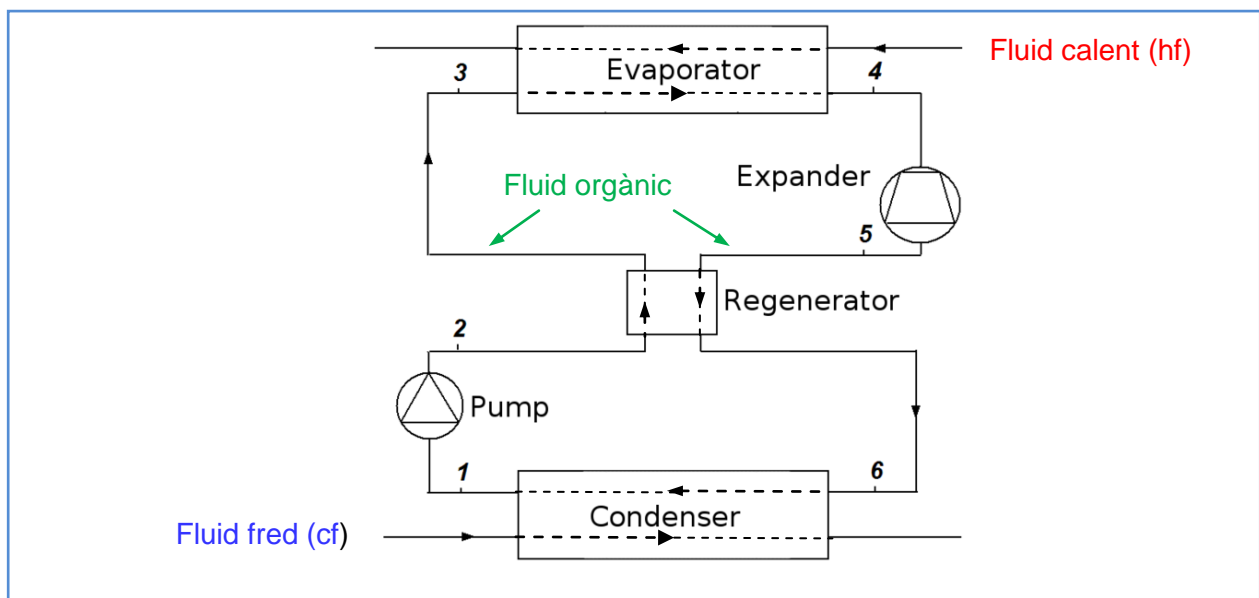 Fluid calent (hf)
Evaporator
3
4
Expander
Fluid orgànic
5
Regenerator
2
Pump
1
6
Condenser
Fluid fred (cf)